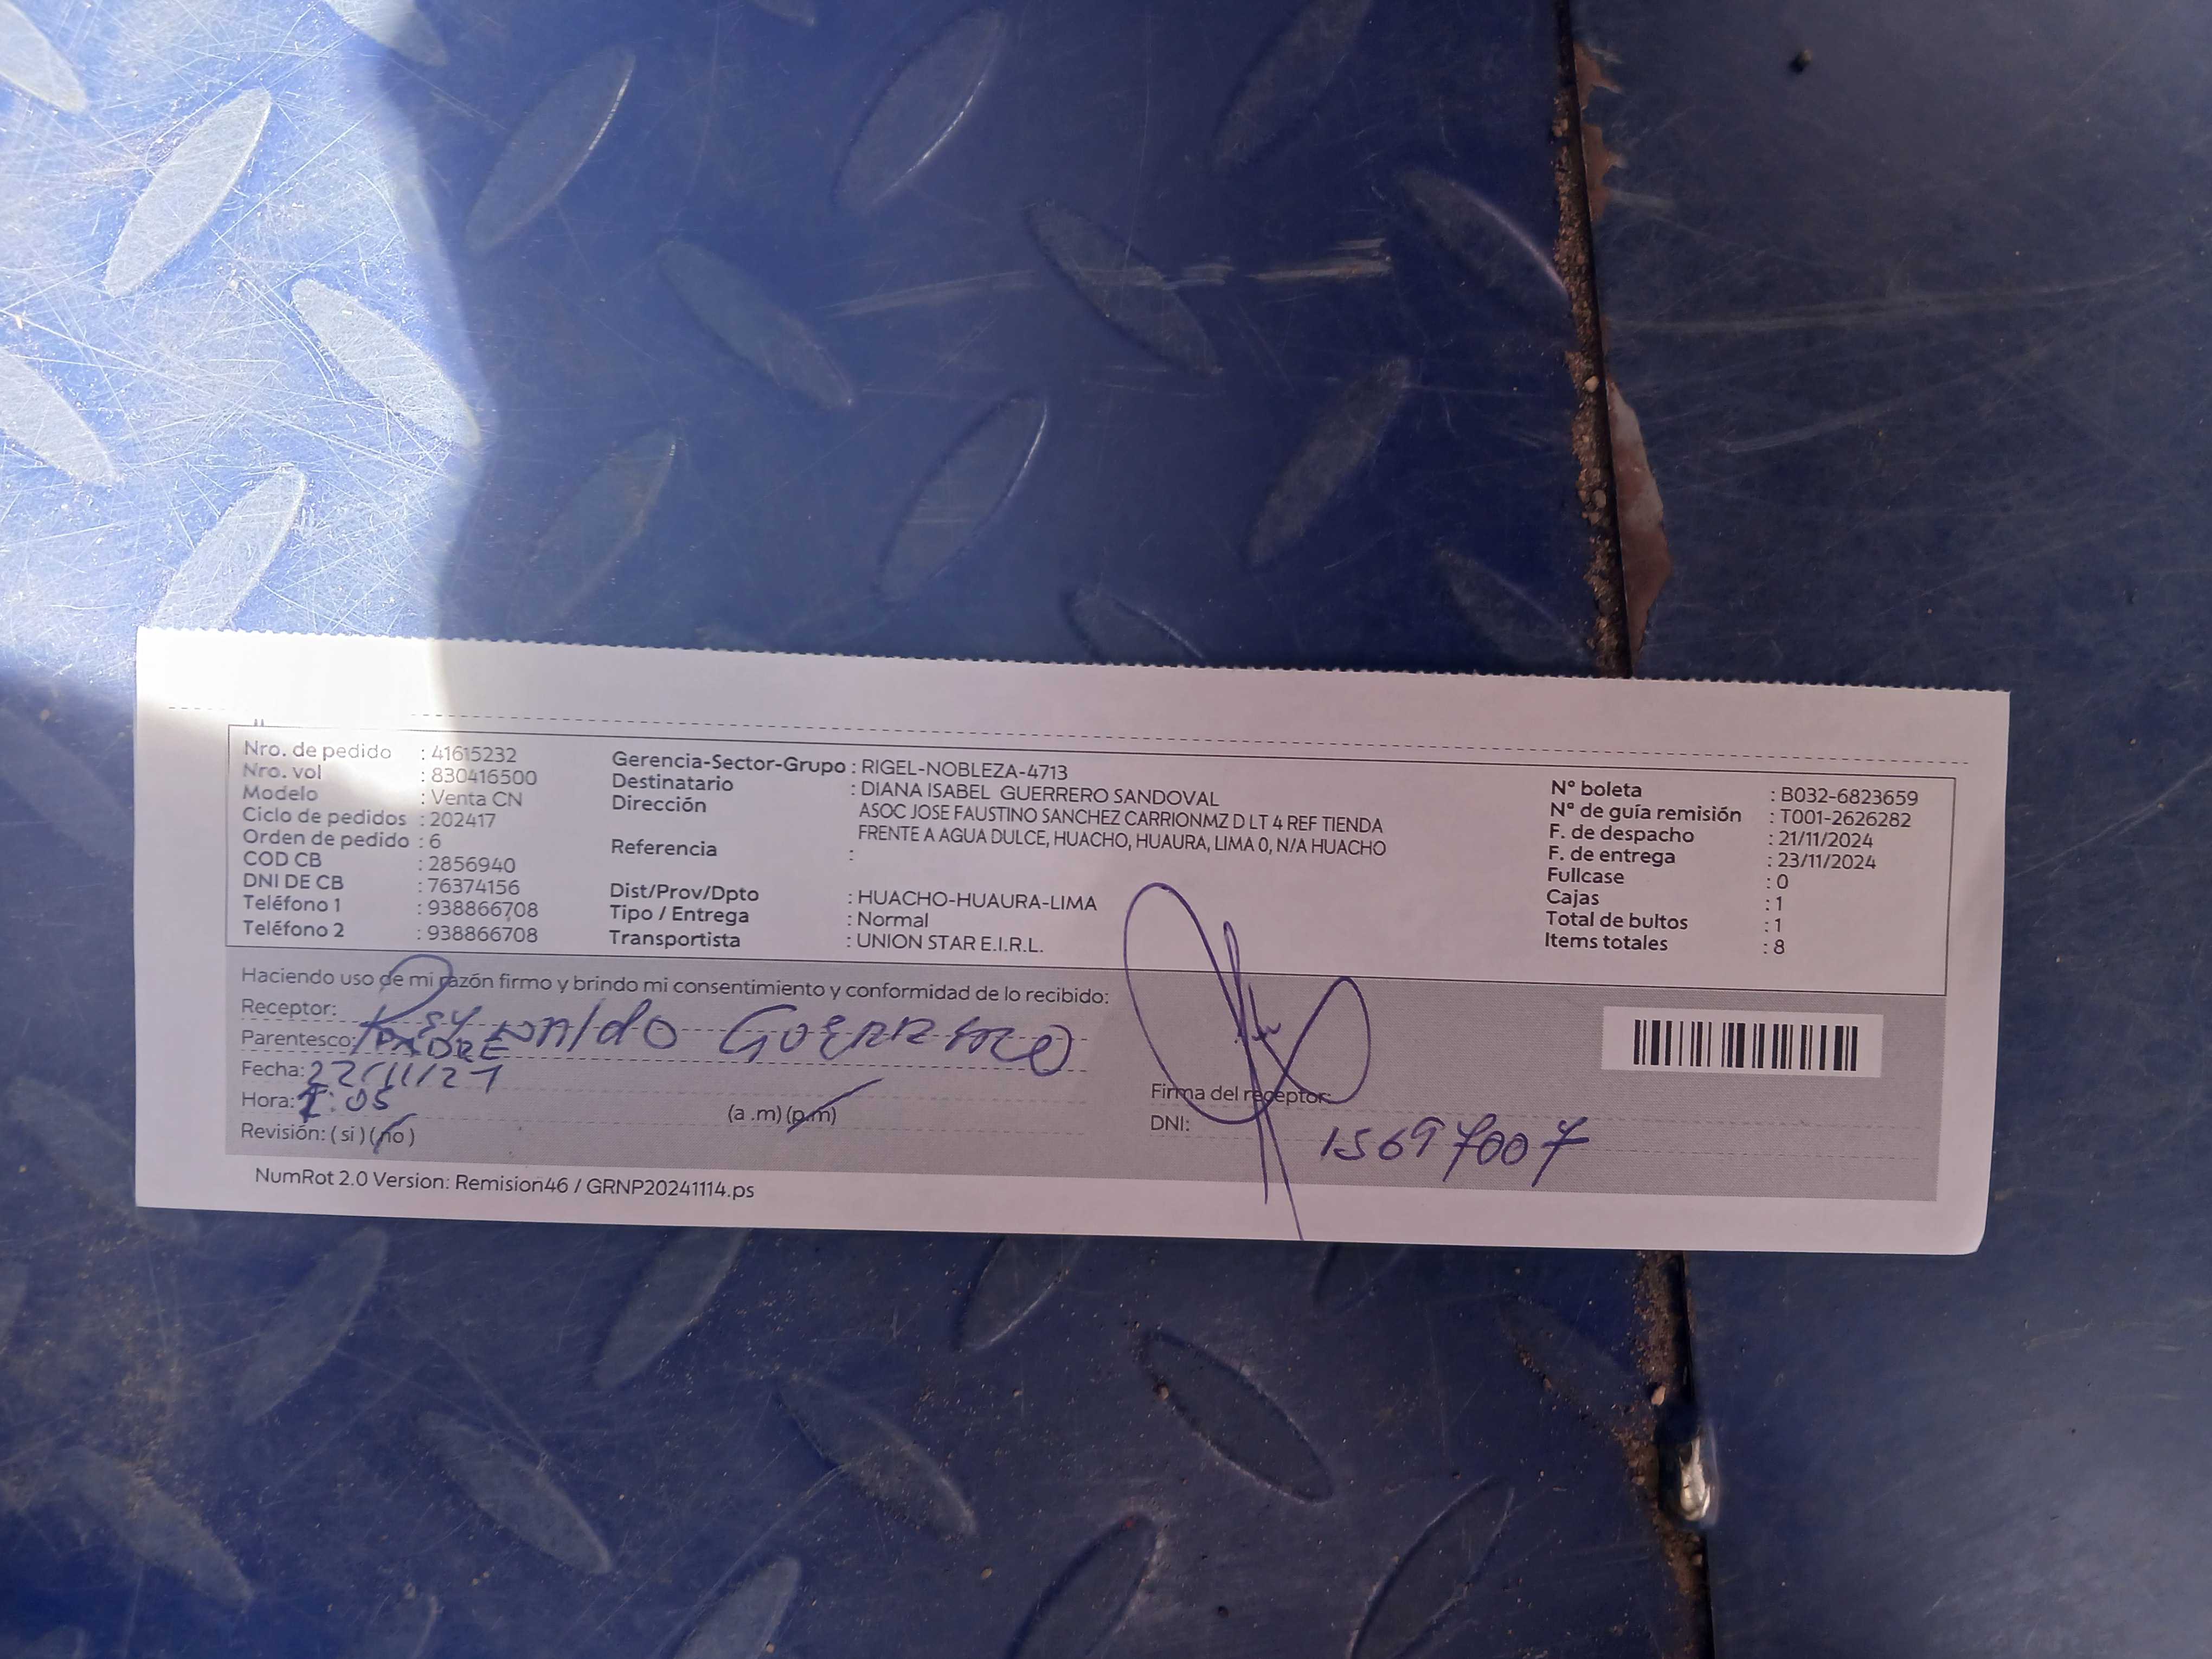 Nro. de pedido : 41615232
Nro. vol : 830416500
Modelo : Venta CN
Ciclo de pedidos : 202417
Orden de pedido : 6
COD CB : 2856940
DNI DE CB : 76374156
Teléfono 1 : 938866708
Teléfono 2 : 938866708
Gerencia-Sector-Grupo : RIGEL-NOBLEZA-4713
Destinatario : DIANA ISABEL GUERRERO SANDOVAL
Dirección ASOC JOSE FAUSTINO SANCHEZ CARRIONMZ D LT 4 REF TIENDA
FRENTE A AGUA DULCE, HUACHO, HUAURA, LIMA 0, N/A HUACHO
Referencia :
Dist/Prov/Dpto : HUACHO-HUAURA-LIMA
Tipo / Entrega : Normal
Transportista : UNION STAR E.I.R.L.
N° boleta : B032-6823659
N° de guía remisión : T001-2626282
F. de despacho : 21/11/2024
F. de entrega : 23/11/2024
Fullcase : 0
Cajas : 1
Total de bultos : 1
Items totales : 8
Haciendo uso de mi razón firmo y brindo mi consentimiento y conformidad de lo recibido:
Receptor: Reynaldo Guerrero
Parentesco: PADRE
Fecha: 22/11/24
Hora: 1:05 (a .m) (p.m)
Revisión: ( si ) ( no )
Firma del receptor:
DNI: 15697007
NumRot 2.0 Version: Remision46 / GRNP20241114.ps